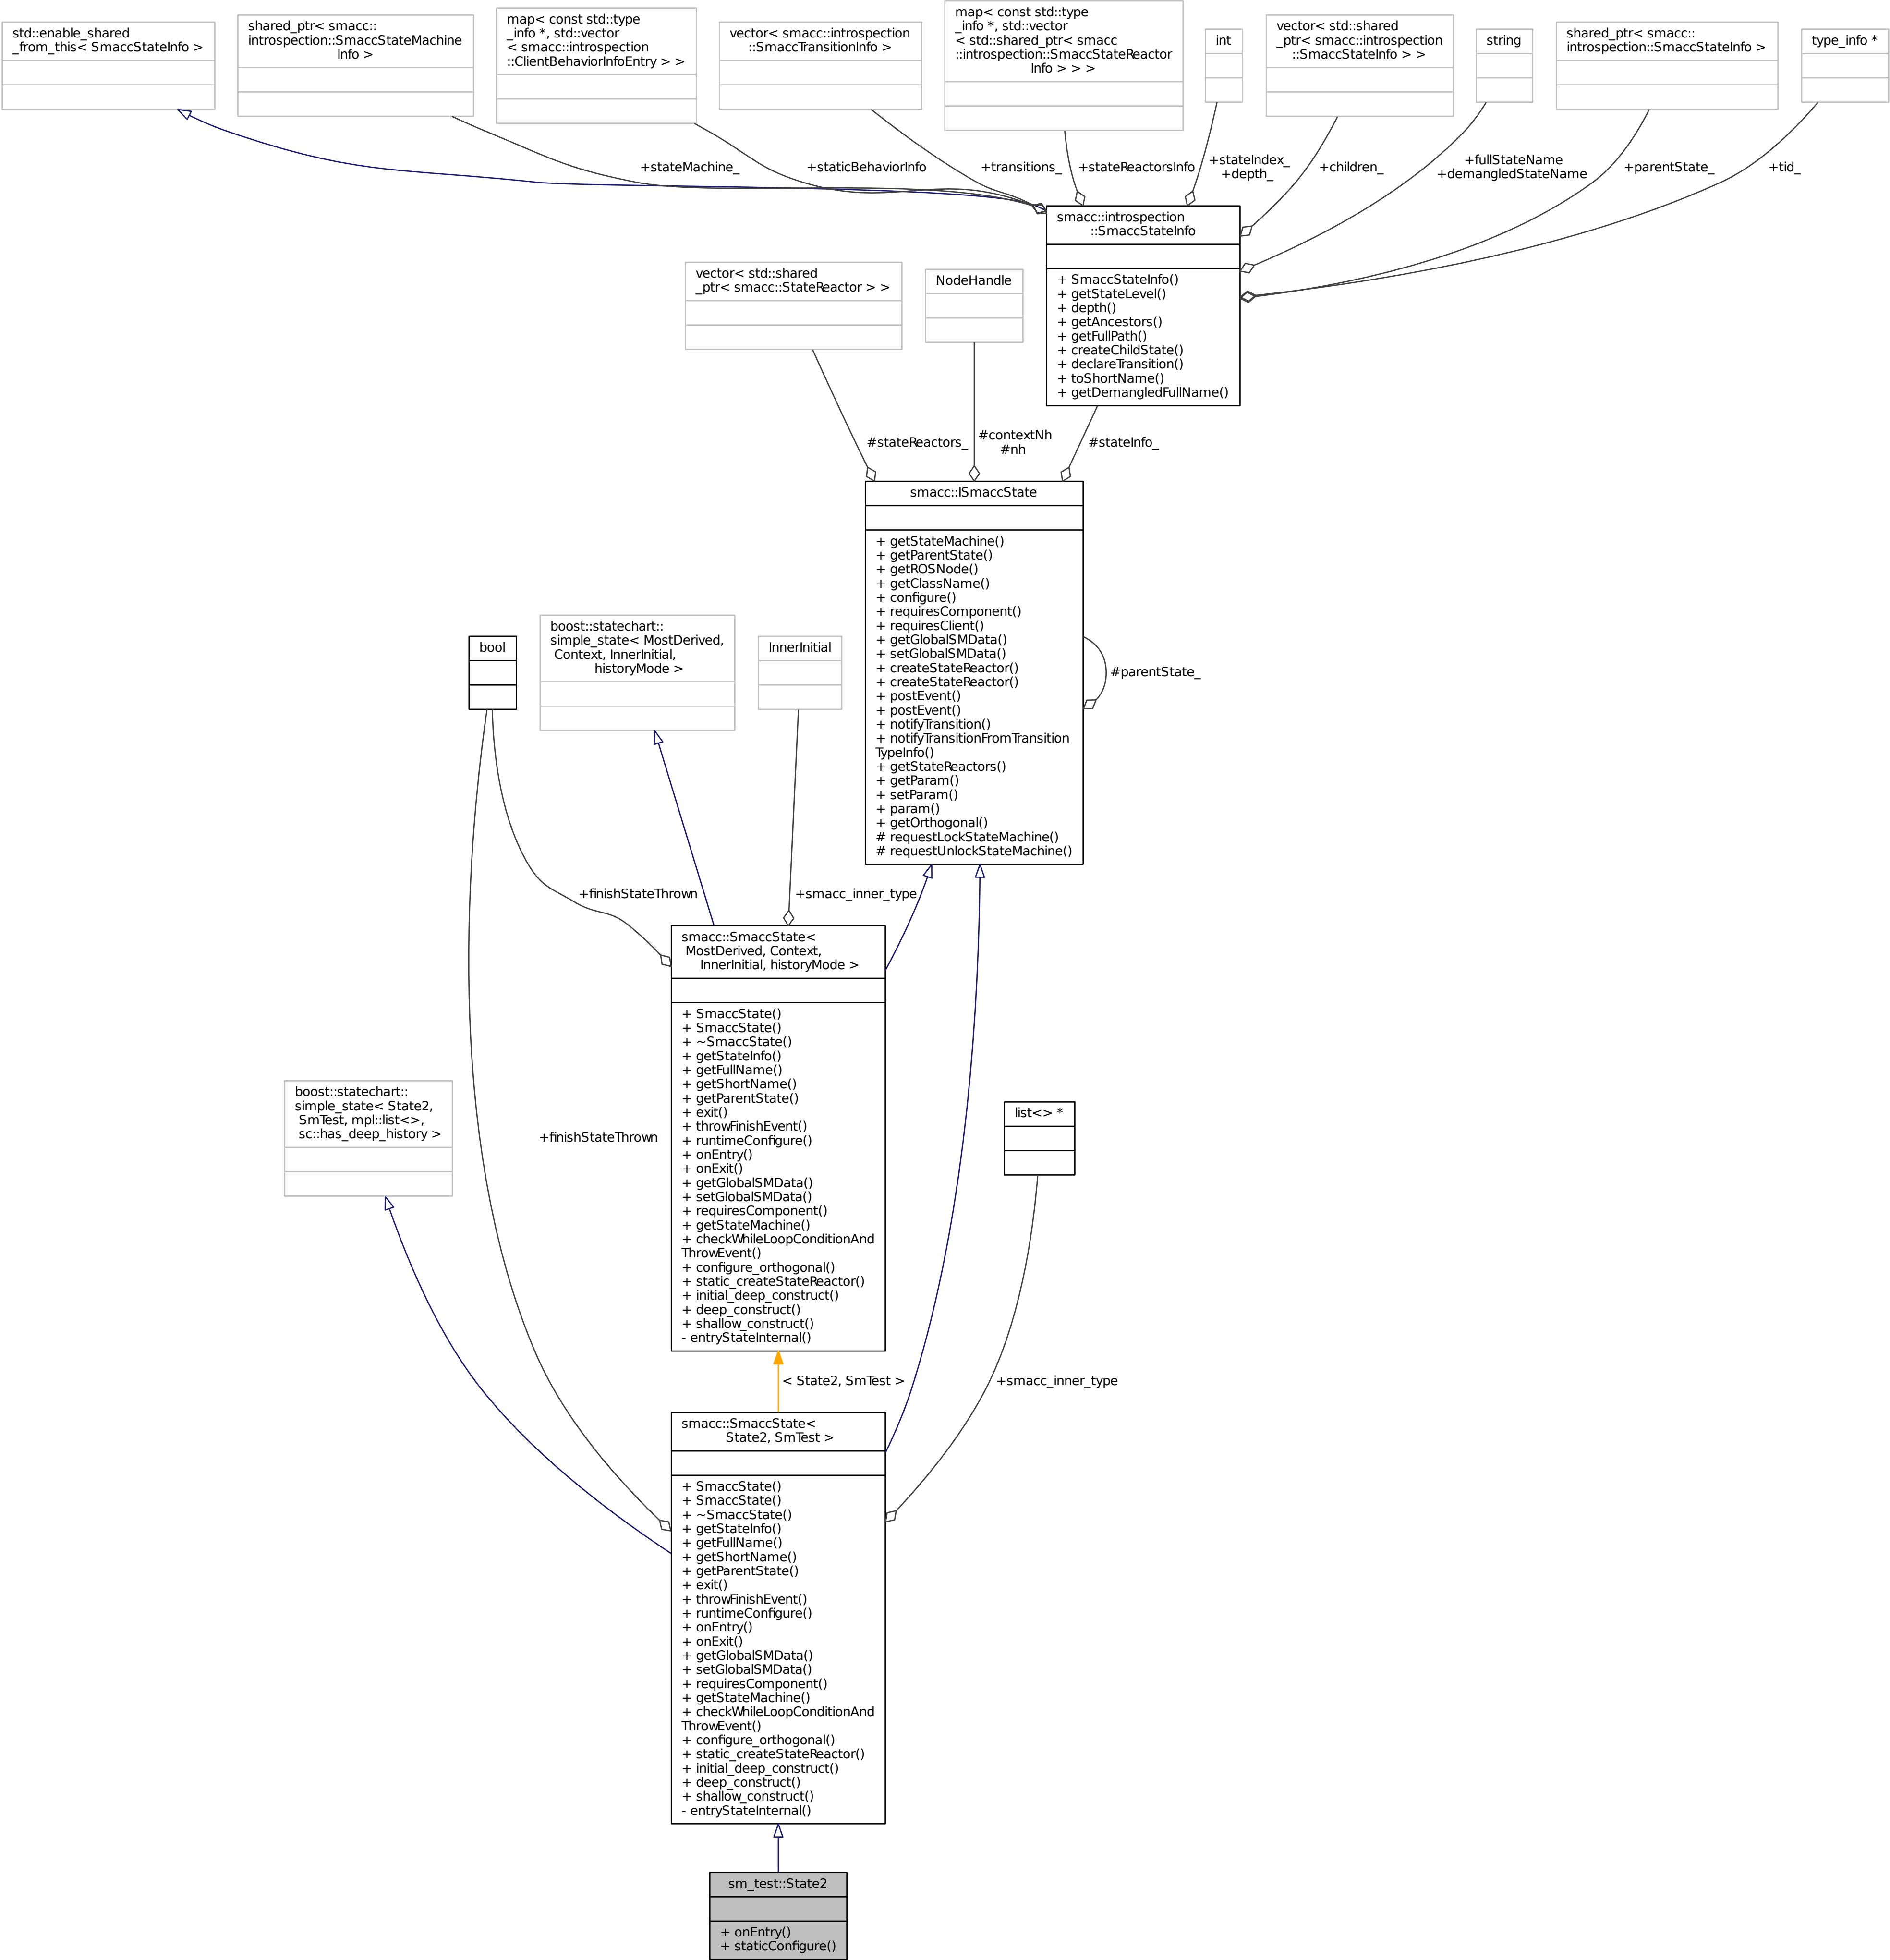 std::enable_shared
_from_this< SmaccStateInfo >
shared_ptr< smacc::
introspection::SmaccStateMachine
Info >
map< const std::type
_info *, std::vector
< smacc::introspection
::ClientBehaviorInfoEntry > >
vector< smacc::introspection
::SmaccTransitionInfo >
map< const std::type
_info *, std::vector
< std::shared_ptr< smacc
::introspection::SmaccStateReactor
Info > > >
int
vector< std::shared
_ptr< smacc::introspection
::SmaccStateInfo > >
string
shared_ptr< smacc::
introspection::SmaccStateInfo >
type_info *
+stateMachine_
+staticBehaviorInfo
+transitions_
+stateReactorsInfo
+stateIndex_
+depth_
+children_
+fullStateName
+demangledStateName
+parentState_
+tid_
smacc::introspection
::SmaccStateInfo
+ SmaccStateInfo()
+ getStateLevel()
+ depth()
+ getAncestors()
+ getFullPath()
+ createChildState()
+ declareTransition()
+ toShortName()
+ getDemangledFullName()
vector< std::shared
_ptr< smacc::StateReactor > >
NodeHandle
#stateReactors_
#contextNh
#nh
#stateInfo_
smacc::ISmaccState
+ getStateMachine()
+ getParentState()
+ getROSNode()
+ getClassName()
+ configure()
+ requiresComponent()
+ requiresClient()
+ getGlobalSMData()
+ setGlobalSMData()
+ createStateReactor()
+ createStateReactor()
+ postEvent()
+ postEvent()
+ notifyTransition()
+ notifyTransitionFromTransition
TypeInfo()
+ getStateReactors()
+ getParam()
+ setParam()
+ param()
+ getOrthogonal()
# requestLockStateMachine()
# requestUnlockStateMachine()
#parentState_
bool
boost::statechart::
simple_state< MostDerived,
Context, InnerInitial,
historyMode >
InnerInitial
+finishStateThrown
+smacc_inner_type
smacc::SmaccState<
MostDerived, Context,
InnerInitial, historyMode >
+ SmaccState()
+ SmaccState()
+ ~SmaccState()
+ getStateInfo()
+ getFullName()
+ getShortName()
+ getParentState()
+ exit()
+ throwFinishEvent()
+ runtimeConfigure()
+ onEntry()
+ onExit()
+ getGlobalSMData()
+ setGlobalSMData()
+ requiresComponent()
+ getStateMachine()
+ checkWhileLoopConditionAnd
ThrowEvent()
+ configure_orthogonal()
+ static_createStateReactor()
+ initial_deep_construct()
+ deep_construct()
+ shallow_construct()
- entryStateInternal()
boost::statechart::
simple_state< State2,
SmTest, mpl::list<>,
sc::has_deep_history >
+finishStateThrown
list<> *
< State2, SmTest >
+smacc_inner_type
smacc::SmaccState<
State2, SmTest >
+ SmaccState()
+ SmaccState()
+ ~SmaccState()
+ getStateInfo()
+ getFullName()
+ getShortName()
+ getParentState()
+ exit()
+ throwFinishEvent()
+ runtimeConfigure()
+ onEntry()
+ onExit()
+ getGlobalSMData()
+ setGlobalSMData()
+ requiresComponent()
+ getStateMachine()
+ checkWhileLoopConditionAnd
ThrowEvent()
+ configure_orthogonal()
+ static_createStateReactor()
+ initial_deep_construct()
+ deep_construct()
+ shallow_construct()
- entryStateInternal()
sm_test::State2
+ onEntry()
+ staticConfigure()